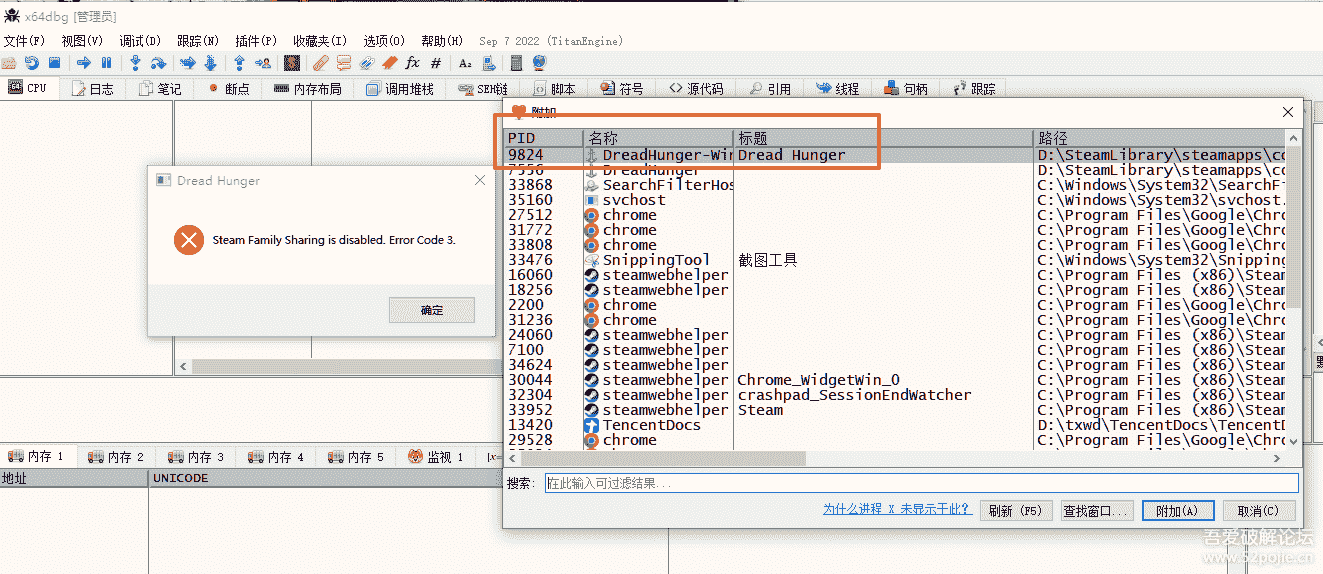 x64dbg [管理员]
文件(F) 视图(V) 调试(D) 跟踪(N) 插件(P) 收藏夹(I) 选项(O) 帮助(H) Sep 7 2022 (TitanEngine)
CPU 日志 笔记 断点 内存布局 调用堆栈 SEH链 脚本 符号 源代码 引用 线程 句柄 跟踪
附加
PID 名称 标题 路径
9824 DreadHunger-Win Dread Hunger D:\SteamLibrary\steamapps\co
7556 DreadHunger D:\SteamLibrary\steamapps\co
33868 SearchFilterHos C:\Windows\System32\SearchF
35160 svchost C:\Windows\System32\svchost.
27512 chrome C:\Program Files\Google\Chro
31772 chrome C:\Program Files\Google\Chro
33808 chrome C:\Program Files\Google\Chro
33476 SnippingTool 截图工具 C:\Windows\System32\Snipping
16060 steamwebhelper C:\Program Files (x86)\Steam
18256 steamwebhelper C:\Program Files (x86)\Steam
2200 chrome C:\Program Files\Google\Chro
31236 chrome C:\Program Files\Google\Chro
24060 steamwebhelper C:\Program Files (x86)\Steam
7100 steamwebhelper C:\Program Files (x86)\Steam
34624 steamwebhelper C:\Program Files (x86)\Steam
30044 steamwebhelper Chrome_WidgetWin_0 C:\Program Files (x86)\Steam
32304 steamwebhelper crashpad_SessionEndWatcher C:\Program Files (x86)\Steam
33952 steamwebhelper Steam C:\Program Files (x86)\Steam
13420 TencentDocs D:\txwd\TencentDocs\TencentD
29528 chrome C:\Program Files\Google\Chro
搜索: 在此输入可过滤结果...
为什么进程 X 未显示于此? 刷新 (F5) 查找窗口... 附加(A) 取消(C)
Dread Hunger
Steam Family Sharing is disabled. Error Code 3.
确定
内存 1 内存 2 内存 3 内存 4 内存 5 监视 1 [x=
地址 UNICODE
吾爱破解论坛
www.52pojie.cn